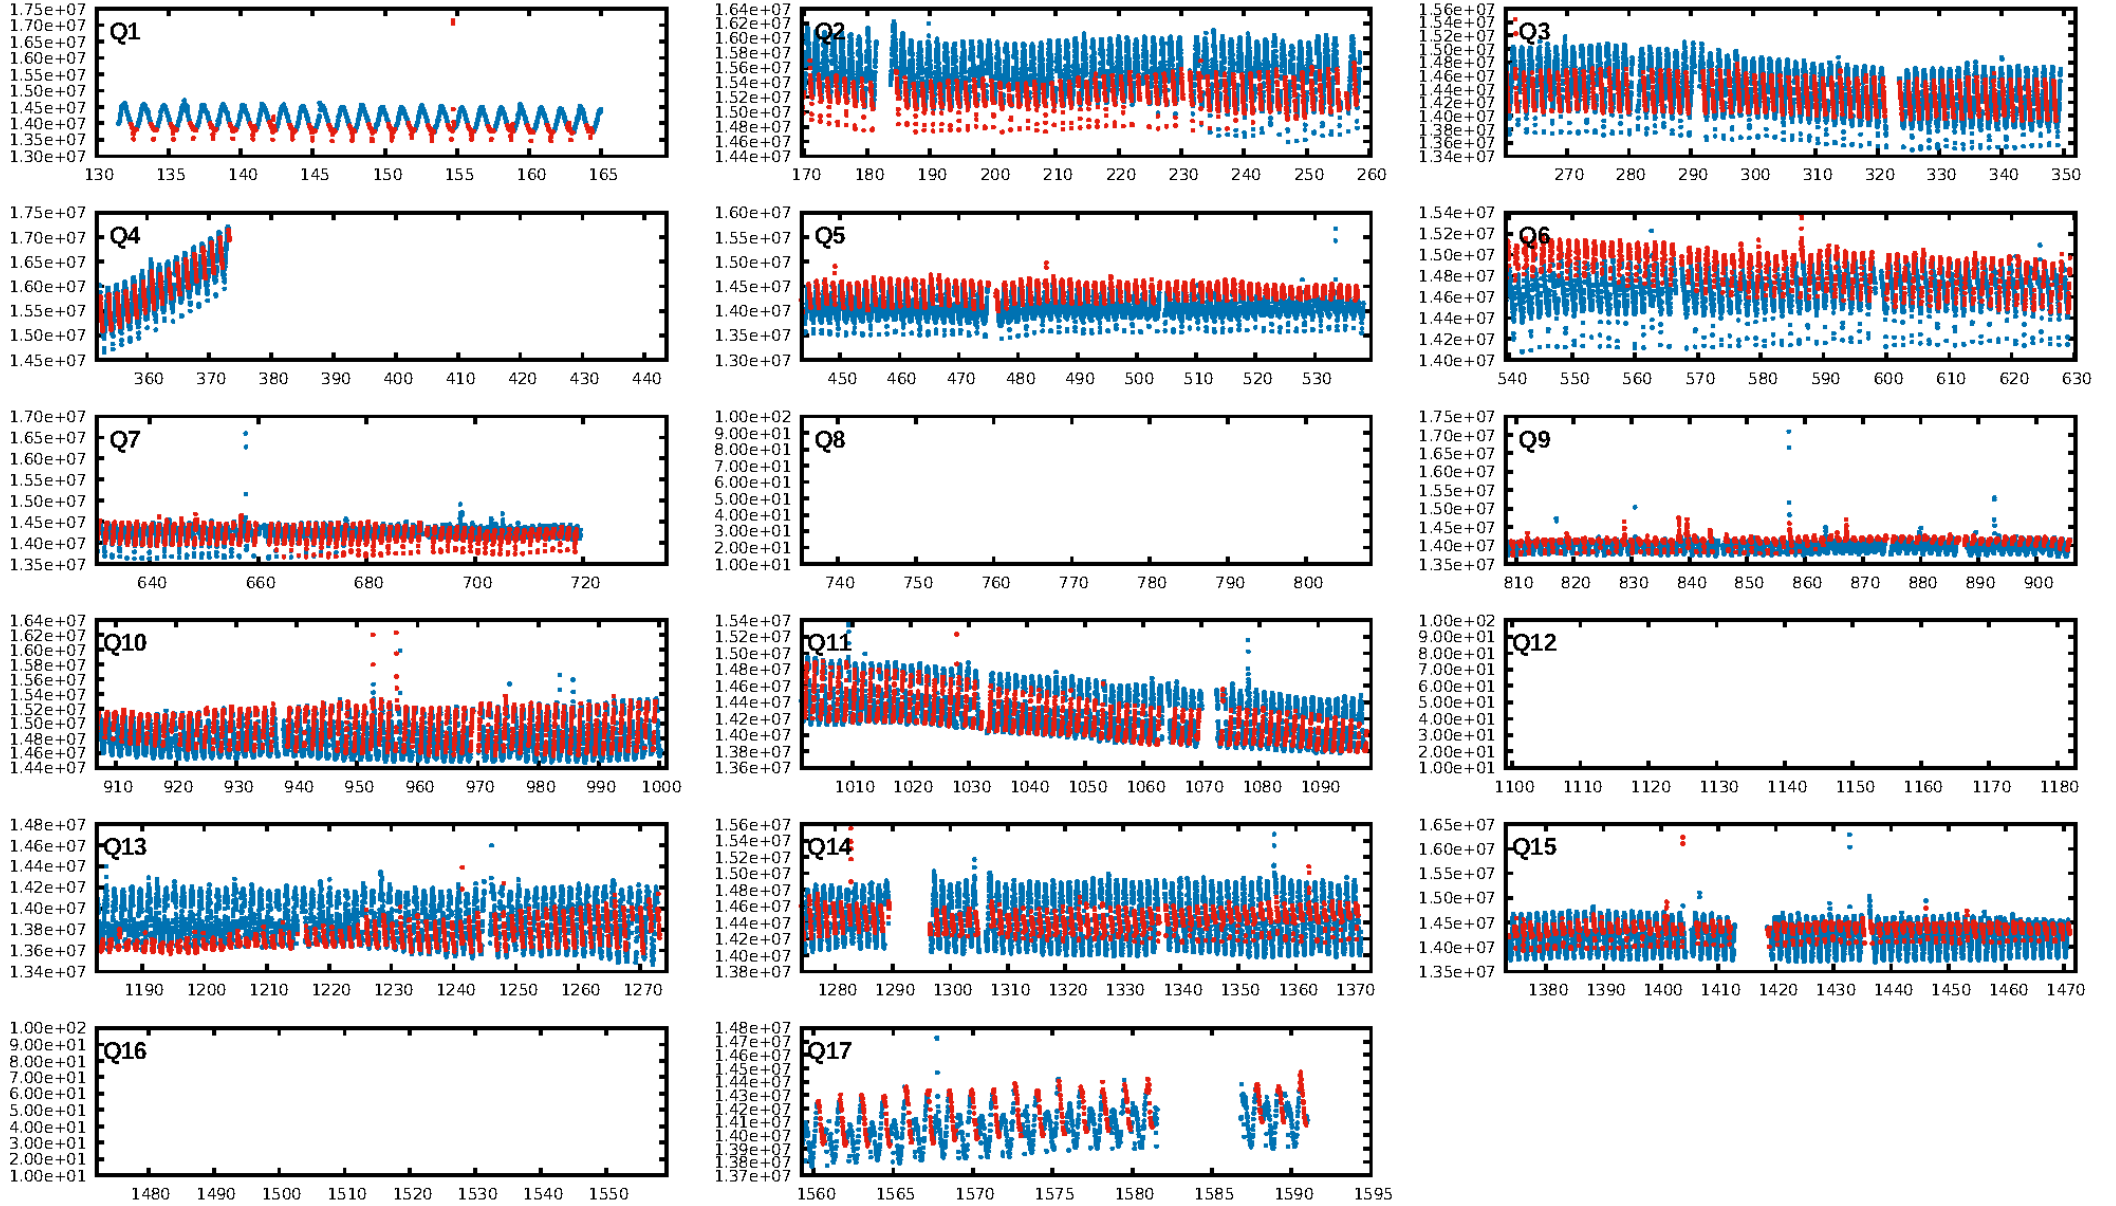 Q1
1.75e+07
1.70e+07
1.65e+07
1.60e+07
1.55e+07
1.50e+07
1.45e+07
1.40e+07
1.35e+07
1.30e+07
130 135 140 145 150 155 160 165
Q2
1.64e+07
1.62e+07
1.60e+07
1.58e+07
1.56e+07
1.54e+07
1.52e+07
1.50e+07
1.48e+07
1.46e+07
1.44e+07
170 180 190 200 210 220 230 240 250 260
Q3
1.56e+07
1.54e+07
1.52e+07
1.50e+07
1.48e+07
1.46e+07
1.44e+07
1.42e+07
1.40e+07
1.38e+07
1.36e+07
1.34e+07
270 280 290 300 310 320 330 340 350
Q4
1.75e+07
1.70e+07
1.65e+07
1.60e+07
1.55e+07
1.50e+07
1.45e+07
360 370 380 390 400 410 420 430 440
Q5
1.60e+07
1.55e+07
1.50e+07
1.45e+07
1.40e+07
1.35e+07
1.30e+07
450 460 470 480 490 500 510 520 530
Q6
1.54e+07
1.52e+07
1.50e+07
1.48e+07
1.46e+07
1.44e+07
1.42e+07
1.40e+07
540 550 560 570 580 590 600 610 620 630
Q7
1.70e+07
1.65e+07
1.60e+07
1.55e+07
1.50e+07
1.45e+07
1.40e+07
1.35e+07
640 660 680 700 720
Q8
1.00e+02
9.00e+01
8.00e+01
7.00e+01
6.00e+01
5.00e+01
4.00e+01
3.00e+01
2.00e+01
1.00e+01
740 750 760 770 780 790 800
Q9
1.75e+07
1.70e+07
1.65e+07
1.60e+07
1.55e+07
1.50e+07
1.45e+07
1.40e+07
1.35e+07
810 820 830 840 850 860 870 880 890 900
Q10
1.64e+07
1.62e+07
1.60e+07
1.58e+07
1.56e+07
1.54e+07
1.52e+07
1.50e+07
1.48e+07
1.46e+07
1.44e+07
910 920 930 940 950 960 970 980 990 1000
Q11
1.54e+07
1.52e+07
1.50e+07
1.48e+07
1.46e+07
1.44e+07
1.42e+07
1.40e+07
1.38e+07
1.36e+07
1010 1020 1030 1040 1050 1060 1070 1080 1090
Q12
1.00e+02
9.00e+01
8.00e+01
7.00e+01
6.00e+01
5.00e+01
4.00e+01
3.00e+01
2.00e+01
1.00e+01
1100 1110 1120 1130 1140 1150 1160 1170 1180
Q13
1.48e+07
1.46e+07
1.44e+07
1.42e+07
1.40e+07
1.38e+07
1.36e+07
1.34e+07
1190 1200 1210 1220 1230 1240 1250 1260 1270
Q14
1.56e+07
1.54e+07
1.52e+07
1.50e+07
1.48e+07
1.46e+07
1.44e+07
1.42e+07
1.40e+07
1.38e+07
1280 1290 1300 1310 1320 1330 1340 1350 1360 1370
Q15
1.65e+07
1.60e+07
1.55e+07
1.50e+07
1.45e+07
1.40e+07
1.35e+07
1380 1390 1400 1410 1420 1430 1440 1450 1460 1470
Q16
1.00e+02
9.00e+01
8.00e+01
7.00e+01
6.00e+01
5.00e+01
4.00e+01
3.00e+01
2.00e+01
1.00e+01
1480 1490 1500 1510 1520 1530 1540 1550
Q17
1.48e+07
1.47e+07
1.46e+07
1.45e+07
1.44e+07
1.43e+07
1.42e+07
1.41e+07
1.40e+07
1.39e+07
1.38e+07
1.37e+07
1560 1565 1570 1575 1580 1585 1590 1595